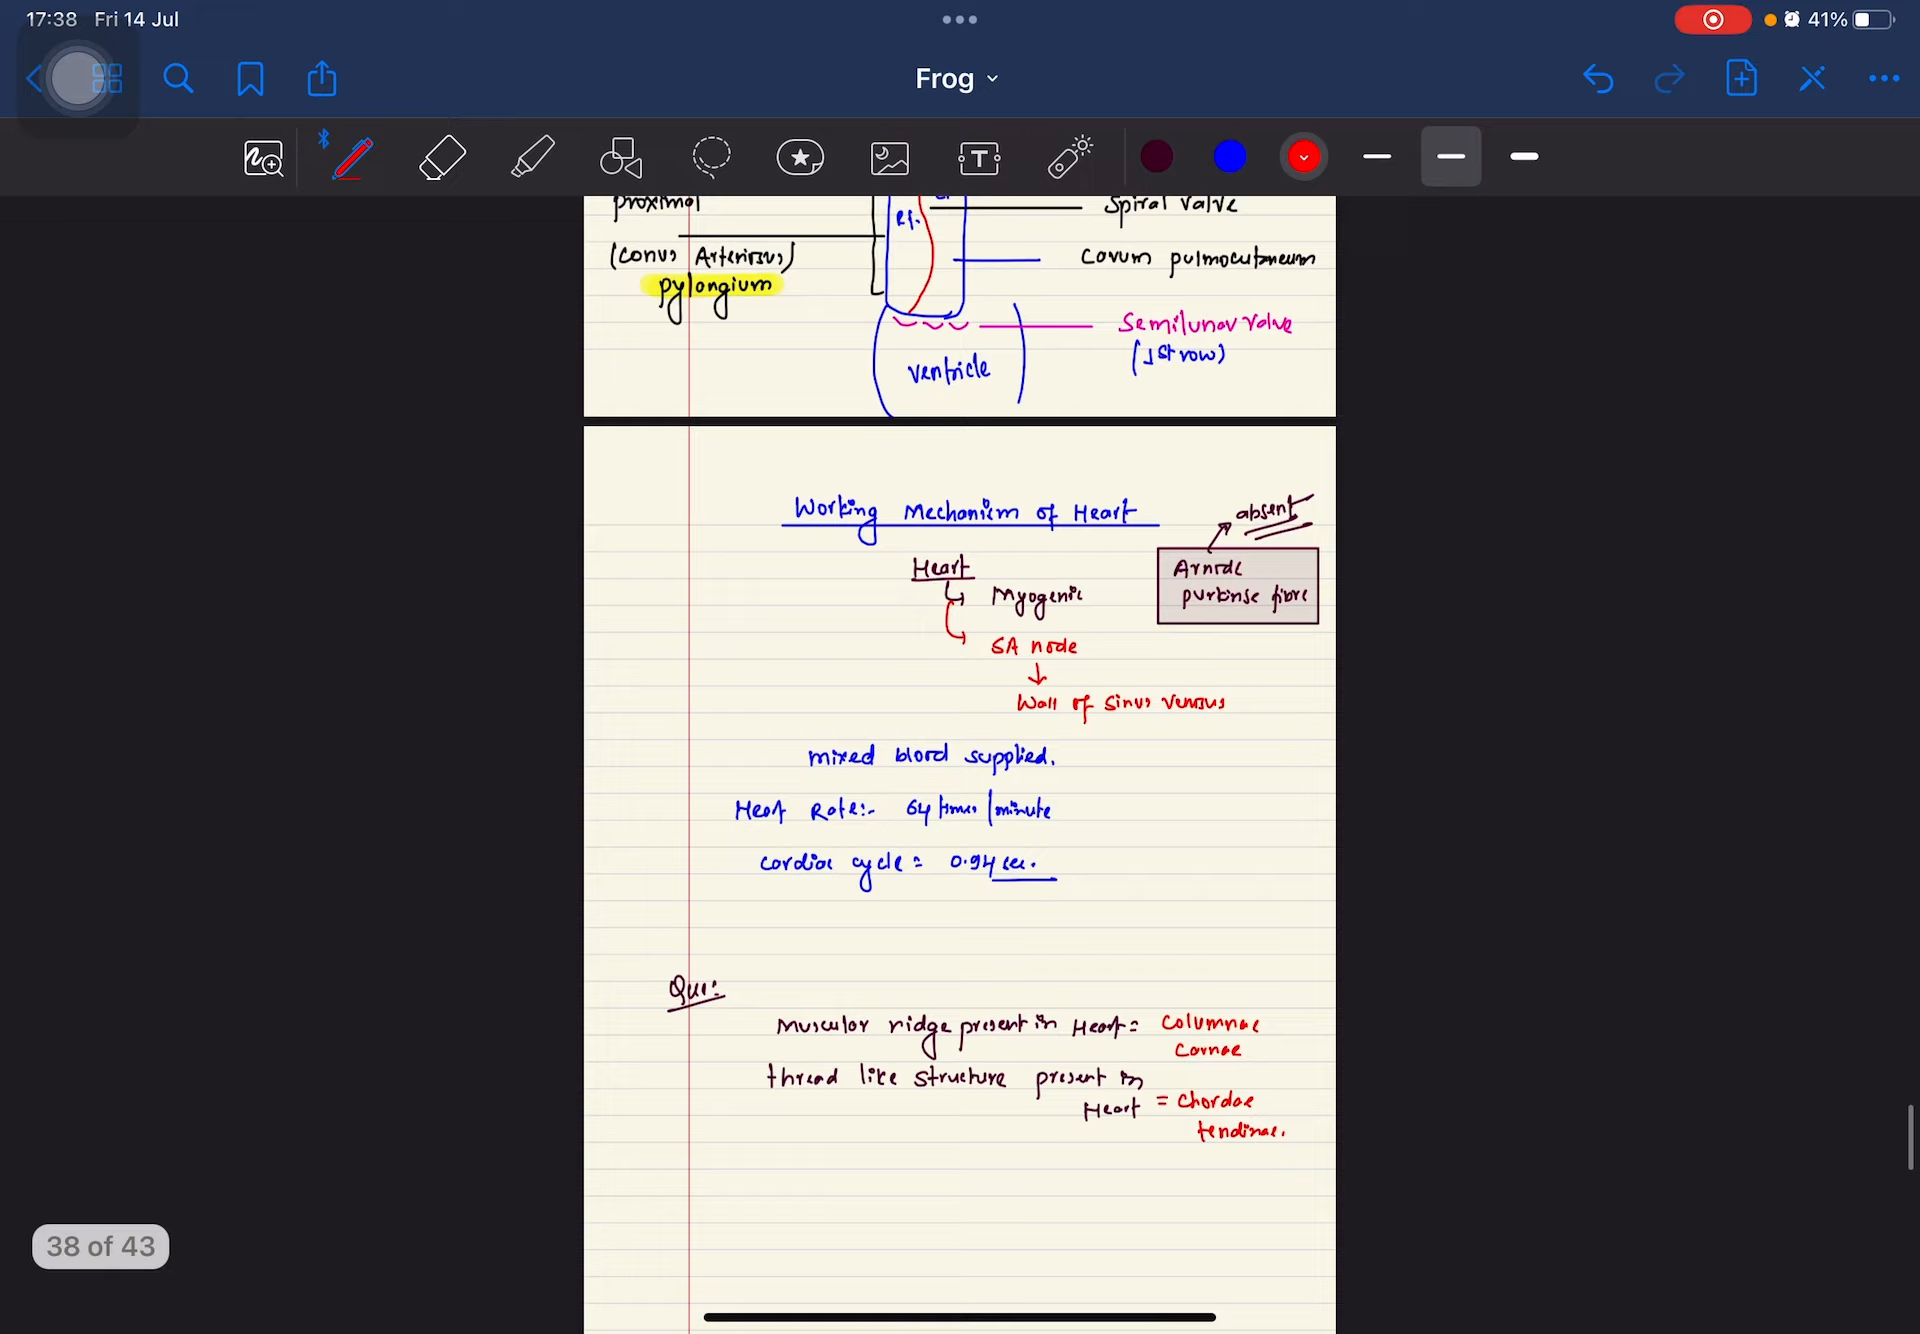 17:38 Fri 14 Jul
41%
Frog
proximal
(conus Arteriosus)
pylangium
Spiral valve
Cavum pulmocutaneum
Semilunar valve
(1st row)
ventricle
Working Mechanism of Heart
absent
Heart
Myogenic
Avnode
purkinse fibre
SA node
Wall of Sinus venosus
mixed blood supplied.
Heart Rate:- 64 times / minute
cardiac cycle = 0.94 sec.
Que:
muscular ridge present in Heart = Columnae
Carnae
thread like structure present in
Heart = chordae
tendinae.
38 of 43